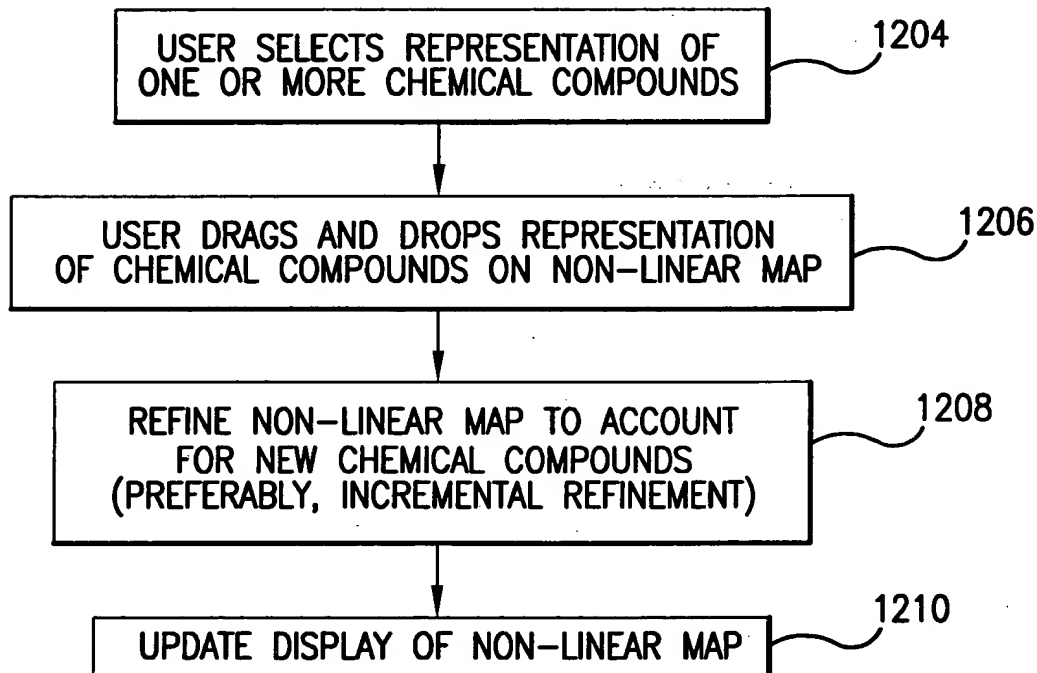 USER SELECTS REPRESENTATION OF
ONE OR MORE CHEMICAL COMPOUNDS
1204
USER DRAGS AND DROPS REPRESENTATION
OF CHEMICAL COMPOUNDS ON NON-LINEAR MAP
1206
REFINE NON-LINEAR MAP TO ACCOUNT
FOR NEW CHEMICAL COMPOUNDS
(PREFERABLY, INCREMENTAL REFINEMENT)
1208
UPDATE DISPLAY OF NON-LINEAR MAP
1210